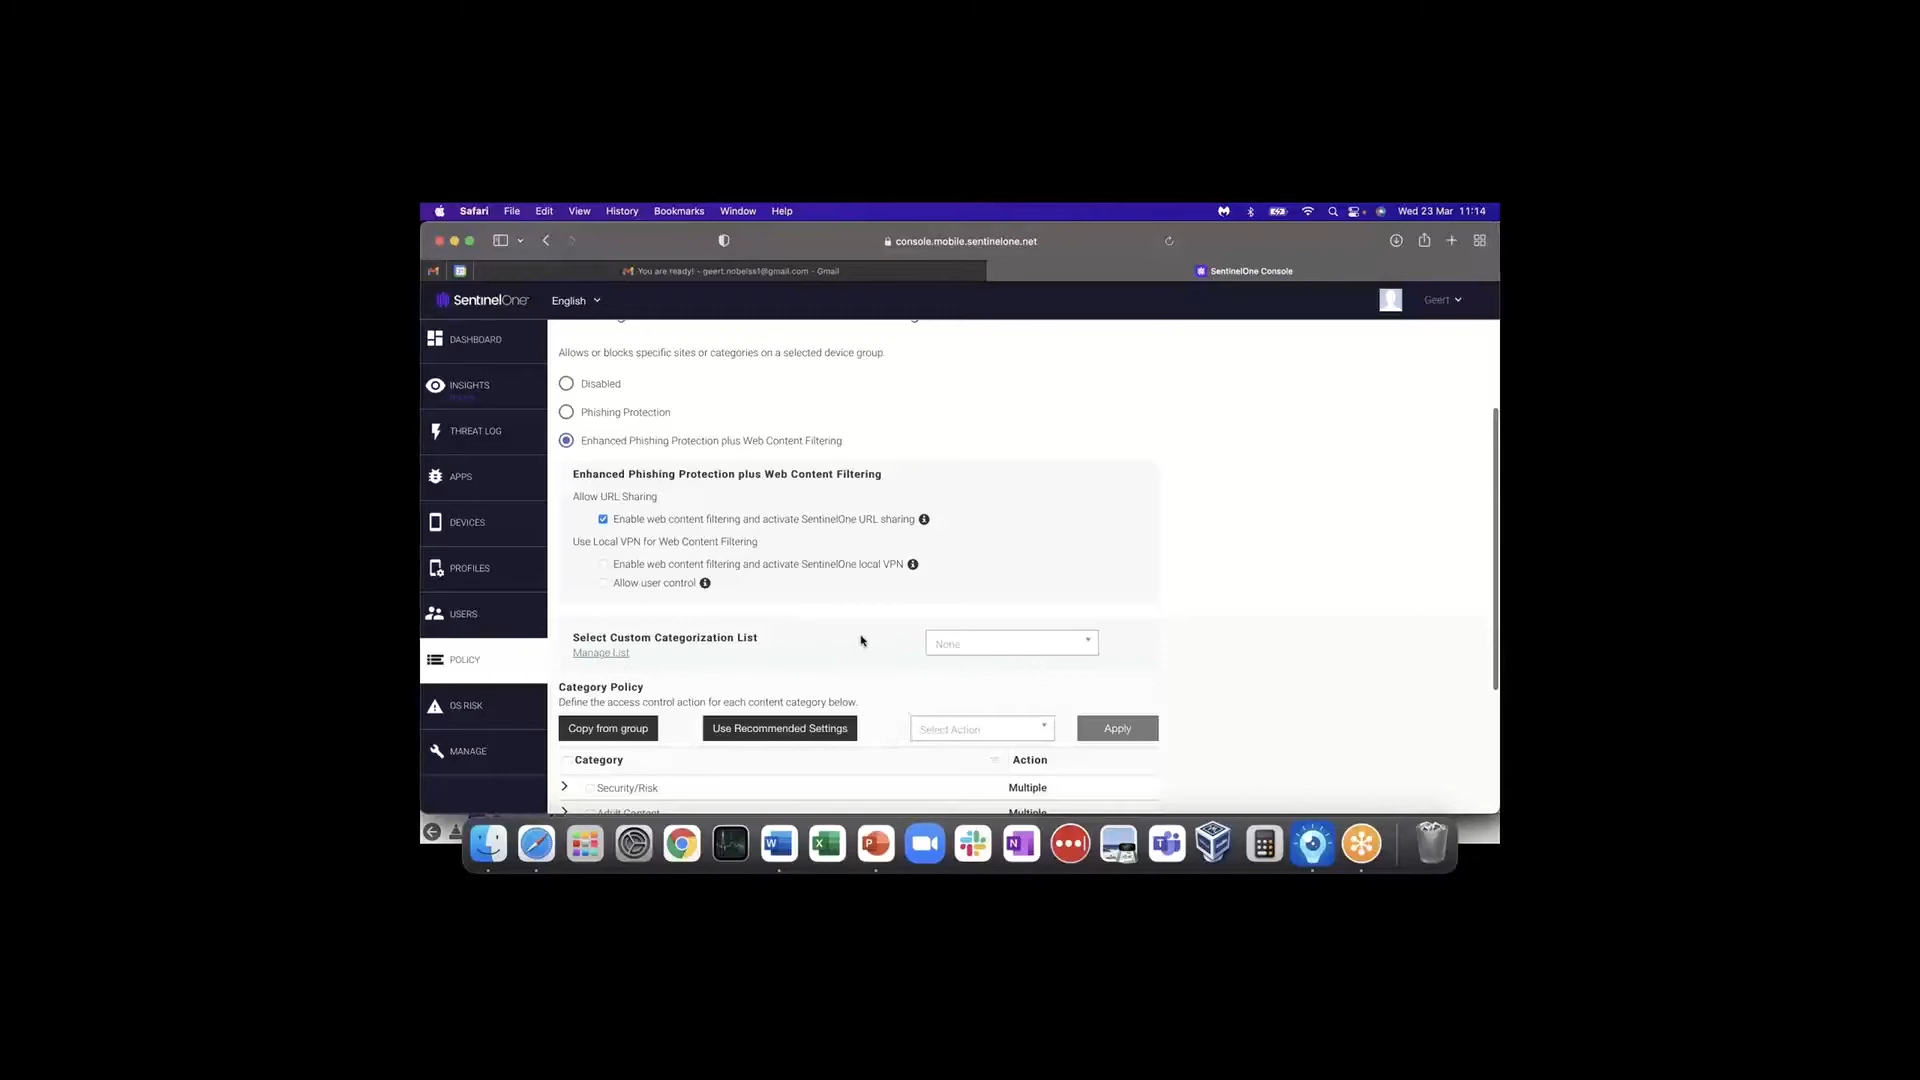 Safari File Edit View History Bookmarks Window Help Wed 23 Mar 11:14
console.mobile.sentinelone.net
You are ready! - geert.nobelss1@gmail.com - Gmail SentinelOne Console
SentinelOne English Geert
DASHBOARD
INSIGHTS
THREAT LOG
APPS
DEVICES
PROFILES
USERS
POLICY
OS RISK
MANAGE
Allows or blocks specific sites or categories on a selected device group.
Disabled
Phishing Protection
Enhanced Phishing Protection plus Web Content Filtering
Enhanced Phishing Protection plus Web Content Filtering
Allow URL Sharing
Enable web content filtering and activate SentinelOne URL sharing
Use Local VPN for Web Content Filtering
Enable web content filtering and activate SentinelOne local VPN
Allow user control
Select Custom Categorization List None
Manage List
Category Policy
Define the access control action for each content category below.
Copy from group Use Recommended Settings Select Action Apply
Category Action
Security/Risk Multiple
Adult Content Multiple